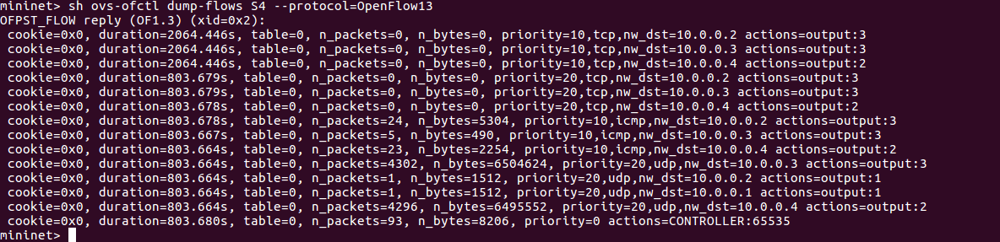 mininet> sh ovs-ofctl dump-flows S4 --protocol=OpenFlow13
OFPST_FLOW reply (OF1.3) (xid=0x2):
cookie=0x0, duration=2064.446s, table=0, n_packets=0, n_bytes=0, priority=10,tcp,nw_dst=10.0.0.2 actions=output:3
cookie=0x0, duration=2064.446s, table=0, n_packets=0, n_bytes=0, priority=10,tcp,nw_dst=10.0.0.3 actions=output:3
cookie=0x0, duration=2064.446s, table=0, n_packets=0, n_bytes=0, priority=10,tcp,nw_dst=10.0.0.4 actions=output:2
cookie=0x0, duration=803.679s, table=0, n_packets=0, n_bytes=0, priority=20,tcp,nw_dst=10.0.0.2 actions=output:3
cookie=0x0, duration=803.679s, table=0, n_packets=0, n_bytes=0, priority=20,tcp,nw_dst=10.0.0.3 actions=output:3
cookie=0x0, duration=803.678s, table=0, n_packets=0, n_bytes=0, priority=20,tcp,nw_dst=10.0.0.4 actions=output:2
cookie=0x0, duration=803.678s, table=0, n_packets=24, n_bytes=5304, priority=10,icmp,nw_dst=10.0.0.2 actions=output:3
cookie=0x0, duration=803.667s, table=0, n_packets=5, n_bytes=490, priority=10,icmp,nw_dst=10.0.0.3 actions=output:3
cookie=0x0, duration=803.664s, table=0, n_packets=23, n_bytes=2254, priority=10,icmp,nw_dst=10.0.0.4 actions=output:2
cookie=0x0, duration=803.664s, table=0, n_packets=4302, n_bytes=6504624, priority=20,udp,nw_dst=10.0.0.3 actions=output:3
cookie=0x0, duration=803.664s, table=0, n_packets=1, n_bytes=1512, priority=20,udp,nw_dst=10.0.0.2 actions=output:1
cookie=0x0, duration=803.664s, table=0, n_packets=1, n_bytes=1512, priority=20,udp,nw_dst=10.0.0.1 actions=output:1
cookie=0x0, duration=803.664s, table=0, n_packets=4296, n_bytes=6495552, priority=20,udp,nw_dst=10.0.0.4 actions=output:2
cookie=0x0, duration=803.680s, table=0, n_packets=93, n_bytes=8206, priority=0 actions=CONTROLLER:65535
mininet>